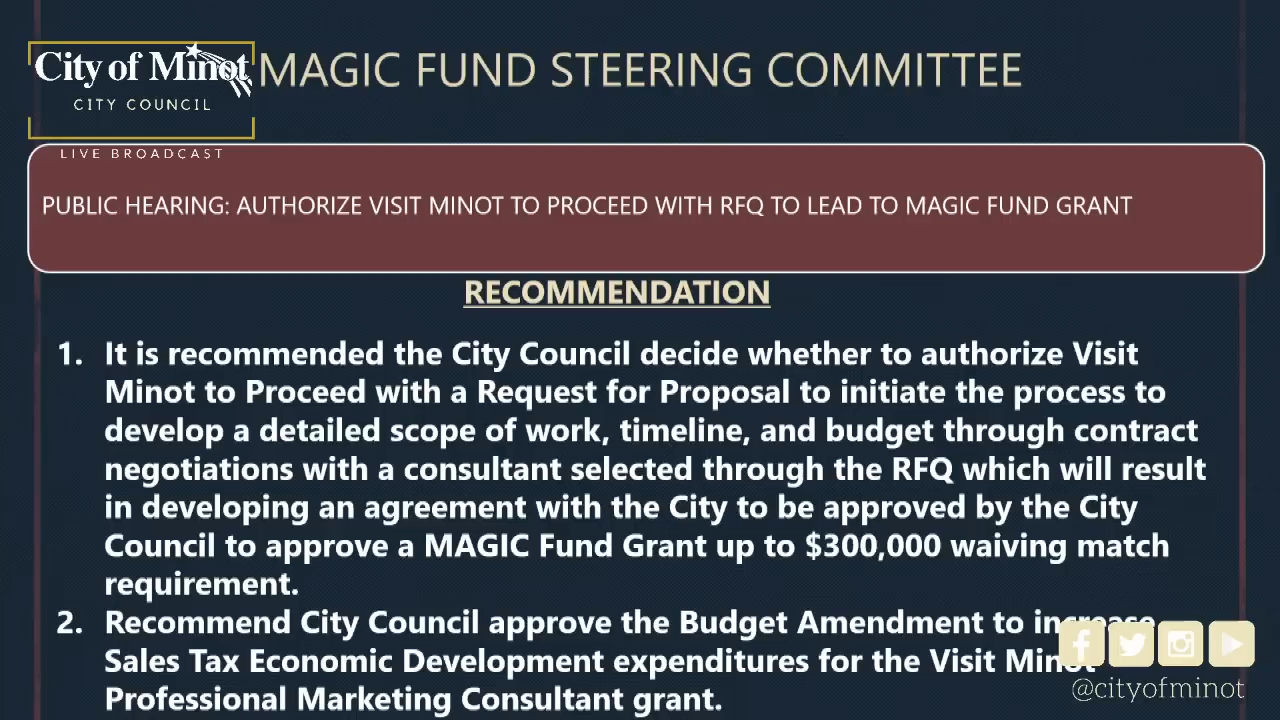 City of Minot
CITY COUNCIL
LIVE BROADCAST
MAGIC FUND STEERING COMMITTEE
PUBLIC HEARING: AUTHORIZE VISIT MINOT TO PROCEED WITH RFQ TO LEAD TO MAGIC FUND GRANT
RECOMMENDATION
1. It is recommended the City Council decide whether to authorize Visit
Minot to Proceed with a Request for Proposal to initiate the process to
develop a detailed scope of work, timeline, and budget through contract
negotiations with a consultant selected through the RFQ which will result
in developing an agreement with the City to be approved by the City
Council to approve a MAGIC Fund Grant up to $300,000 waiving match
requirement.
2. Recommend City Council approve the Budget Amendment to increase
Sales Tax Economic Development expenditures for the Visit Minot
Professional Marketing Consultant grant.
@cityofminot